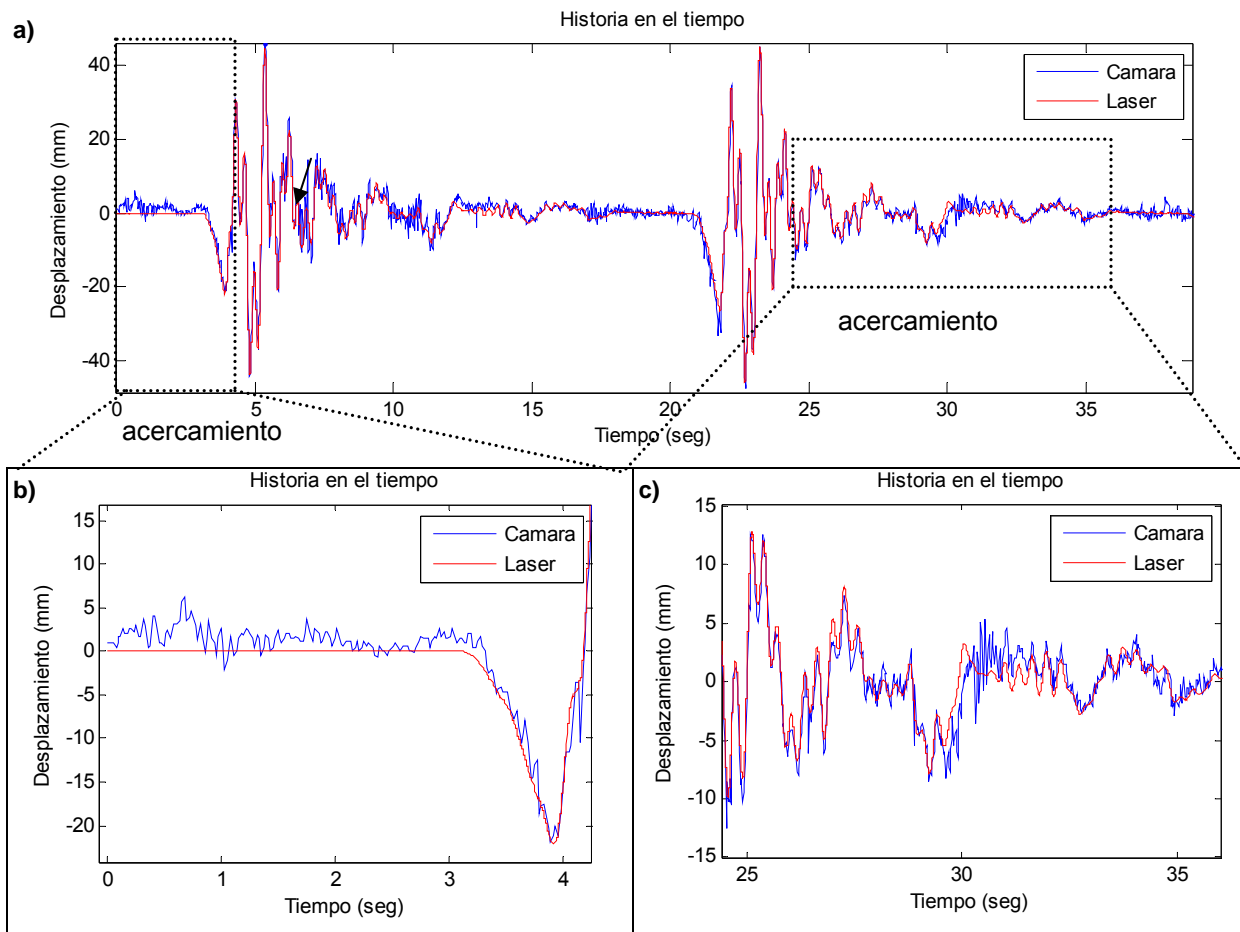 Historia en el tiempo
a)
40
20
0
-20
-40
Desplazamiento (mm)
Camara
Laser
acercamiento
0 5 10 15 20 25 30 35
acercamiento
Tiempo (seg)
b)
Historia en el tiempo
15
10
5
0
-5
-10
-15
-20
Desplazamiento (mm)
Camara
Laser
0 1 2 3 4
Tiempo (seg)
c)
Historia en el tiempo
15
10
5
0
-5
-10
-15
Desplazamiento (mm)
Camara
Laser
25 30 35
Tiempo (seg)